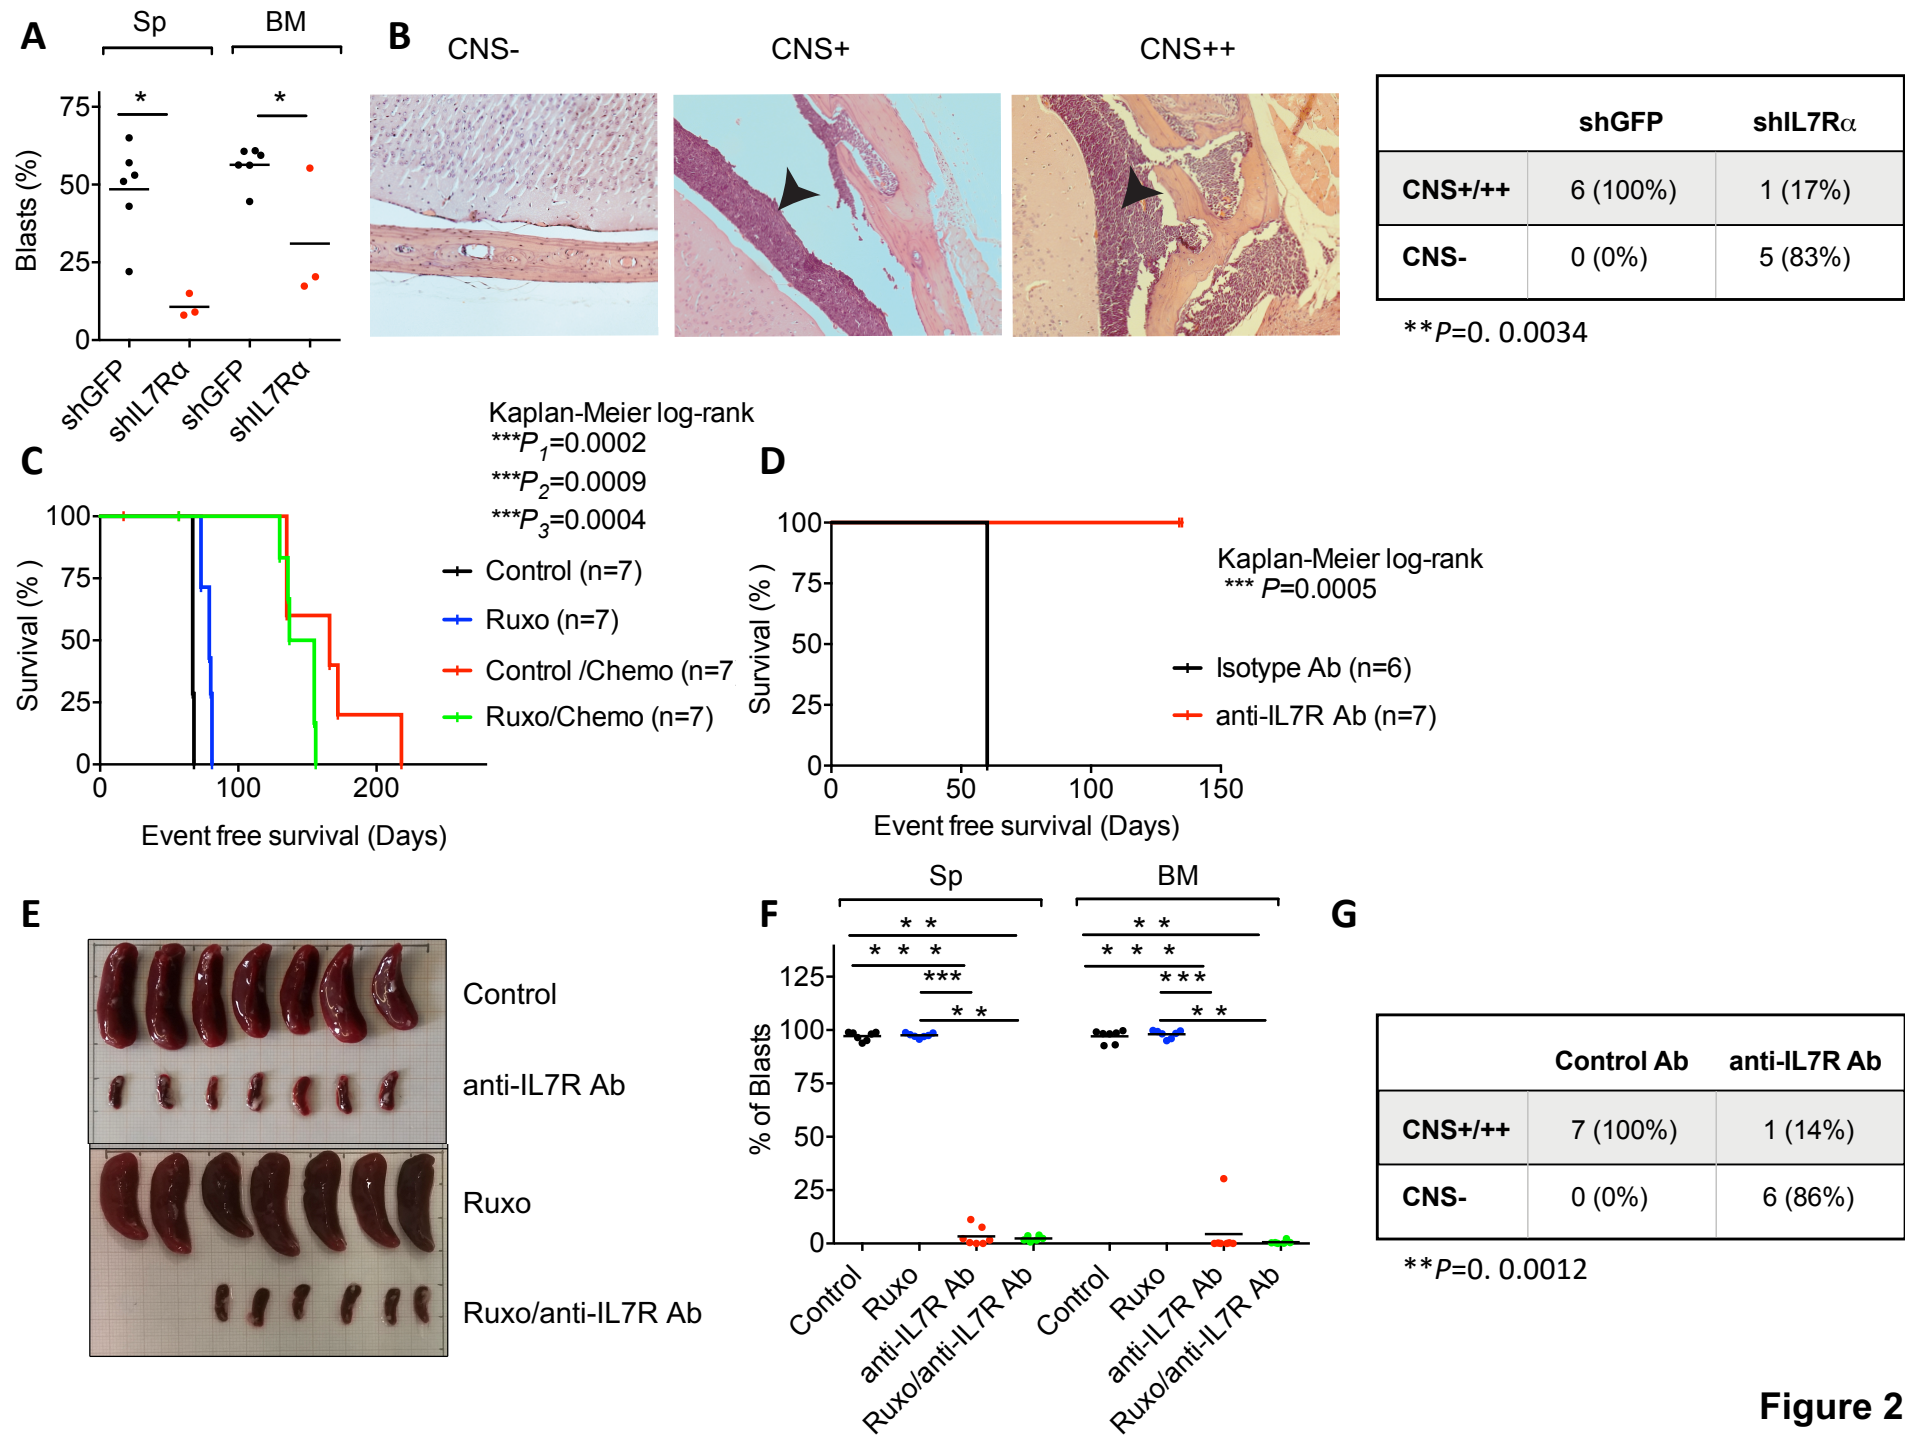 A
Sp
BM
*
*
75
50
25
0
Blasts (%)
shGFP
shIL7Rα
shGFP
shIL7Rα
B
CNS-
CNS+
CNS++
shGFP shIL7Rα
CNS+/++ 6 (100%) 1 (17%)
CNS- 0 (0%) 5 (83%)
**P=0. 0.0034
C
Kaplan-Meier log-rank
***P1=0.0002
***P2=0.0009
***P3=0.0004
100
75
50
25
0
Survival (% )
0 100 200
Event free survival (Days)
Control (n=7)
Ruxo (n=7)
Control /Chemo (n=7
Ruxo/Chemo (n=7)
D
100
75
50
25
0
Survival (% )
0 50 100 150
Event free survival (Days)
Kaplan-Meier log-rank
*** P=0.0005
Isotype Ab (n=6)
anti-IL7R Ab (n=7)
E
Control
anti-IL7R Ab
Ruxo
Ruxo/anti-IL7R Ab
F
Sp
BM
* *
* * *
***
* *
* *
* * *
***
* *
125
100
75
50
25
0
% of Blasts
Control
Ruxo
anti-IL7R Ab
Ruxo/anti-IL7R Ab
Control
Ruxo
anti-IL7R Ab
Ruxo/anti-IL7R Ab
G
Control Ab anti-IL7R Ab
CNS+/++ 7 (100%) 1 (14%)
CNS- 0 (0%) 6 (86%)
**P=0. 0.0012
Figure 2